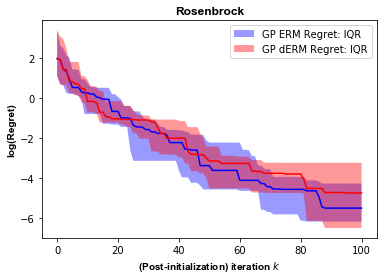 Rosenbrock
GP ERM Regret: IQR
GP dERM Regret: IQR
log(Regret)
2
0
−2
−4
−6
0 20 40 60 80 100
(Post-initialization) iteration k